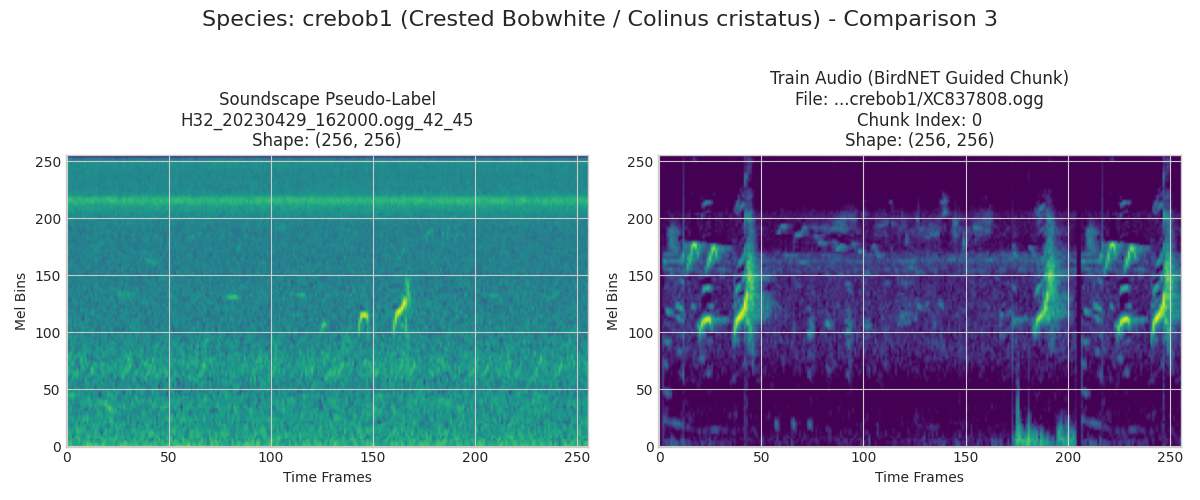 Species: crebob1 (Crested Bobwhite / Colinus cristatus) - Comparison 3
Soundscape Pseudo-Label
H32_20230429_162000.ogg_42_45
Shape: (256, 256)
Mel Bins
250
200
150
100
50
0
0 50 100 150 200 250
Time Frames
Train Audio (BirdNET Guided Chunk)
File: ...crebob1/XC837808.ogg
Chunk Index: 0
Shape: (256, 256)
Mel Bins
250
200
150
100
50
0
0 50 100 150 200 250
Time Frames